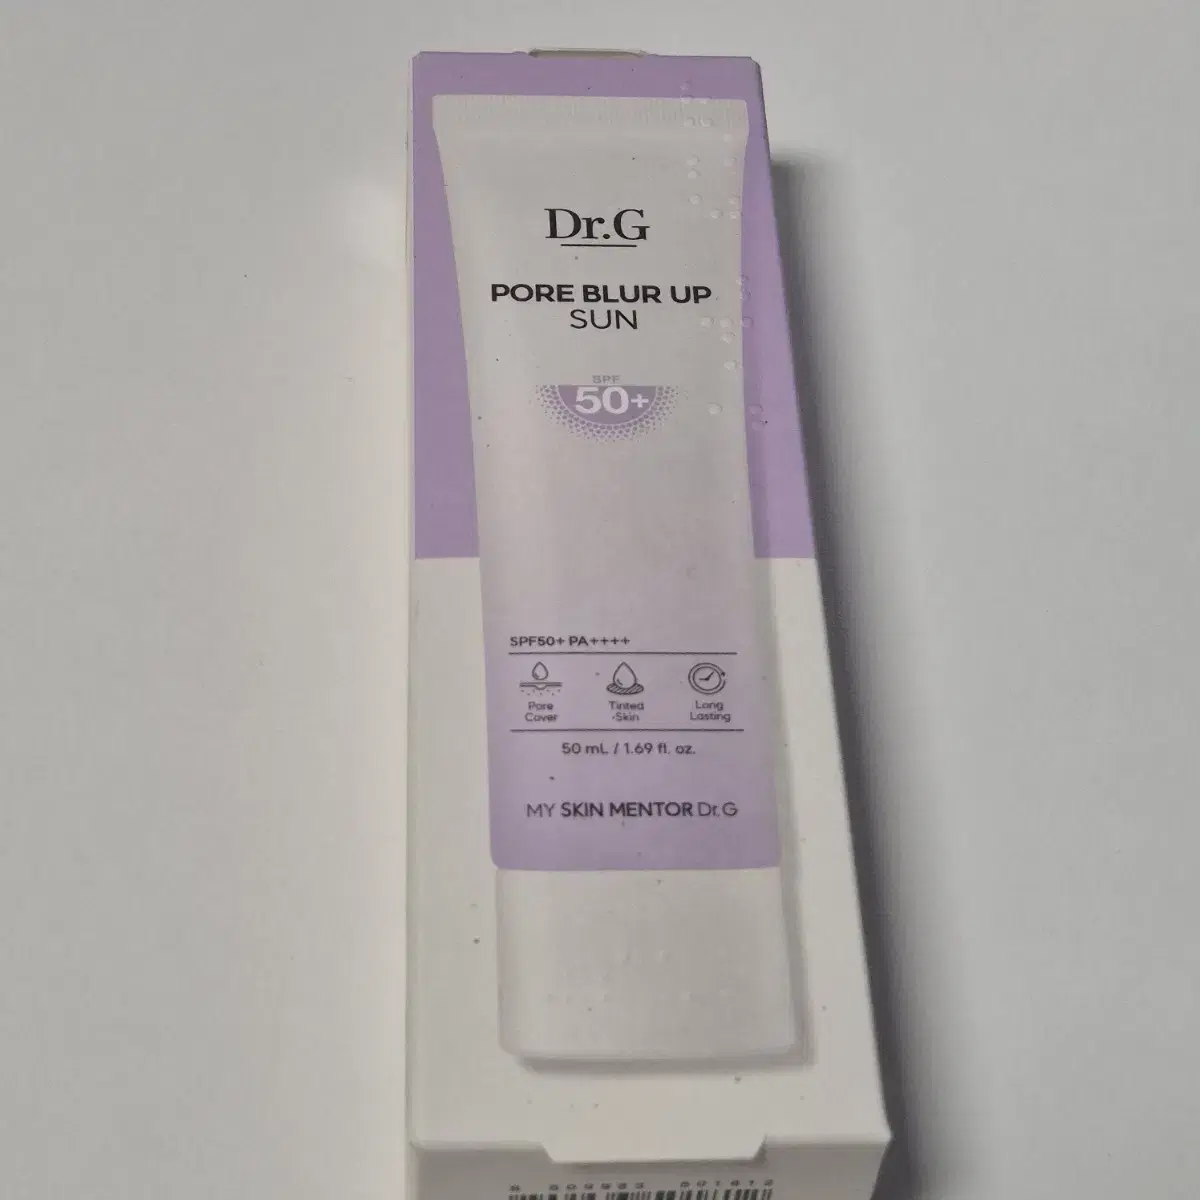 Dr.G
PORE BLUR UP
SUN
SPF
50+
SPF50+ PA++++
Pore
Cover
Tinted
-Skin
Long
Lasting
50 mL / 1.69 fl. oz.
MY SKIN MENTOR Dr.G